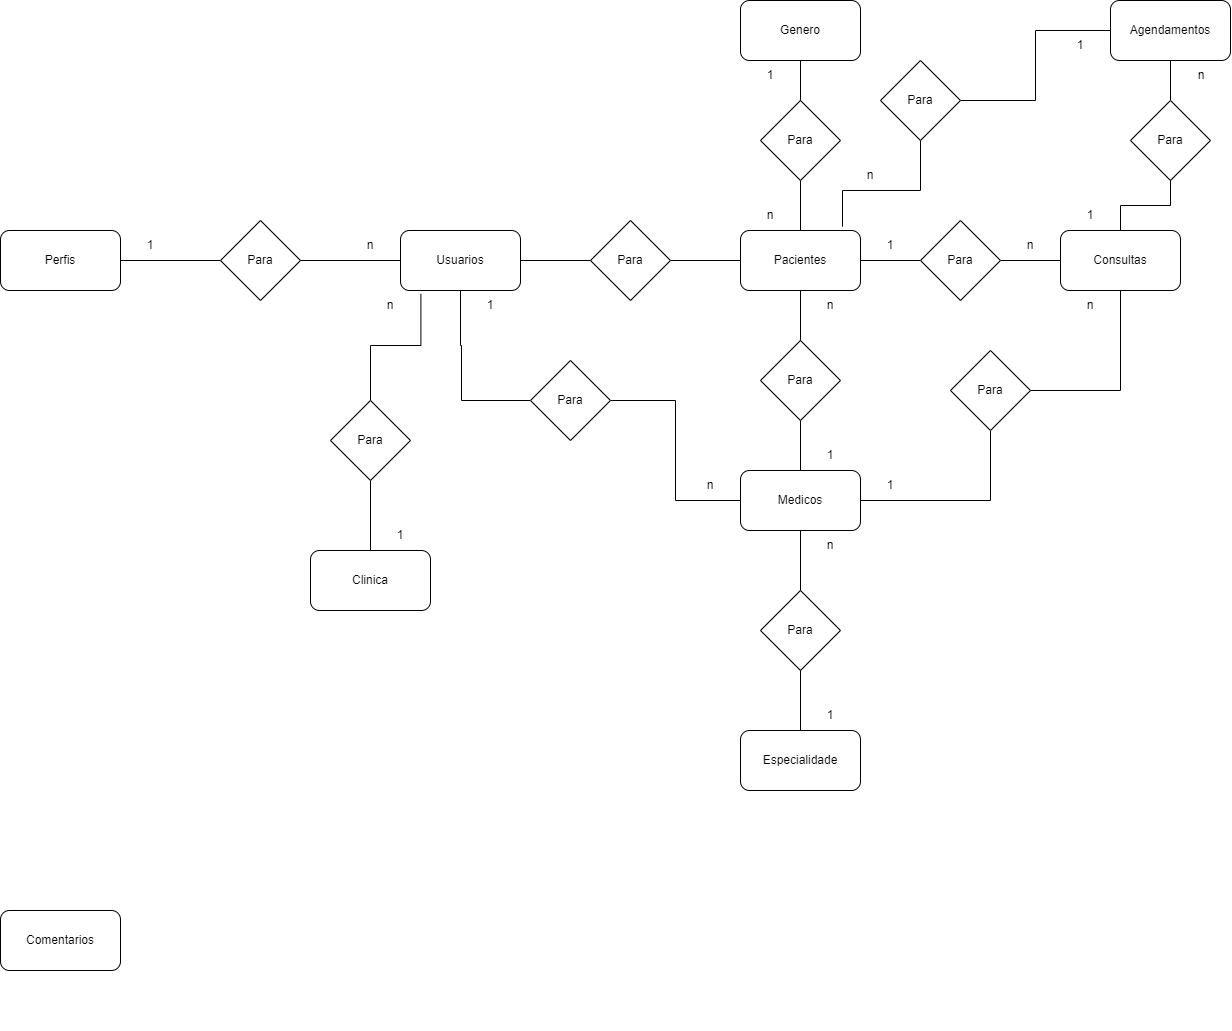 Genero
Agendamentos
1
1
n
Para
Para
Para
n
n
1
Perfis
1
Para
n
Usuarios
Para
Pacientes
1
Para
n
Consultas
n
1
n
n
Para
Para
Para
Para
1
n
Medicos
1
1
Clinica
n
Para
1
Especialidade
Comentarios